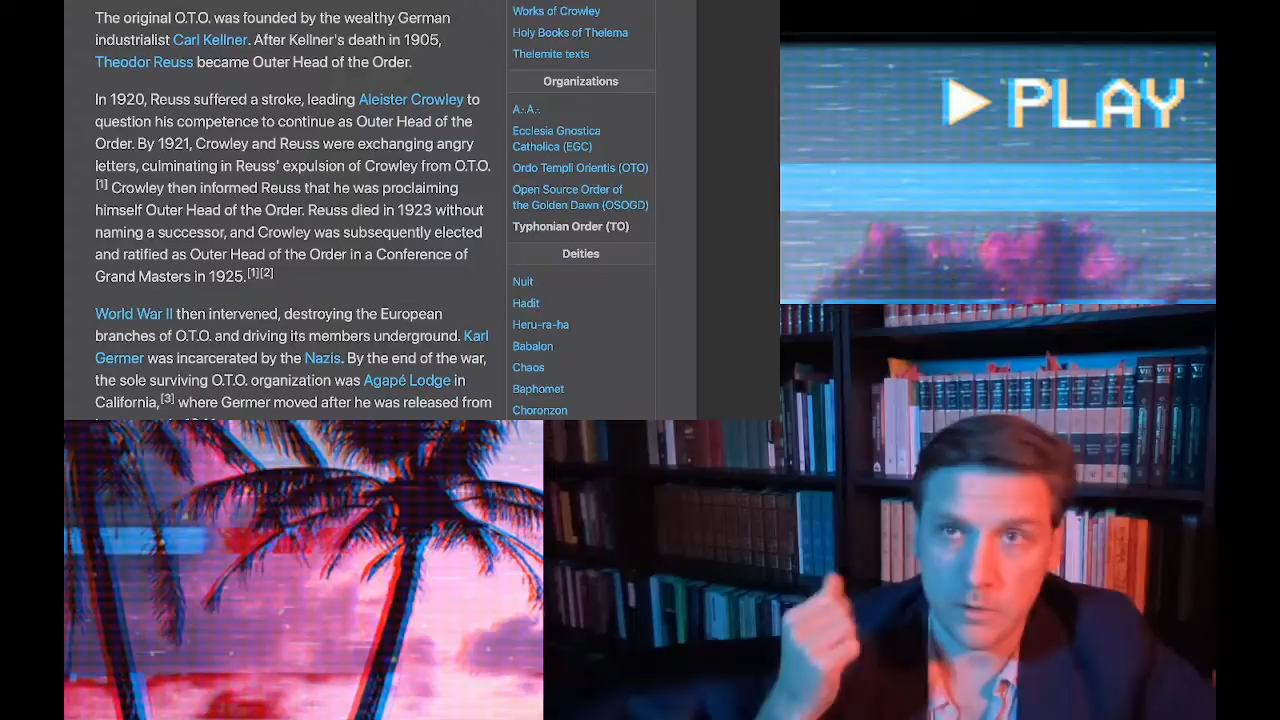 The original O.T.O. was founded by the wealthy German
industrialist Carl Kellner. After Kellner's death in 1905,
Theodor Reuss became Outer Head of the Order.
In 1920, Reuss suffered a stroke, leading Aleister Crowley to
question his competence to continue as Outer Head of the
Order. By 1921, Crowley and Reuss were exchanging angry
letters, culminating in Reuss' expulsion of Crowley from O.T.O.
[1] Crowley then informed Reuss that he was proclaiming
himself Outer Head of the Order. Reuss died in 1923 without
naming a successor, and Crowley was subsequently elected
and ratified as Outer Head of the Order in a Conference of
Grand Masters in 1925.[1][2]
World War II then intervened, destroying the European
branches of O.T.O. and driving its members underground. Karl
Germer was incarcerated by the Nazis. By the end of the war,
the sole surviving O.T.O. organization was Agapé Lodge in
California,[3] where Germer moved after he was released from
Works of Crowley
Holy Books of Thelema
Thelemite texts
Organizations
A∴A∴
Ecclesia Gnostica
Catholica (EGC)
Ordo Templi Orientis (OTO)
Open Source Order of
the Golden Dawn (OSOGD)
Typhonian Order (TO)
Deities
Nuit
Hadit
Heru-ra-ha
Babalon
Chaos
Baphomet
Choronzon
PLAY